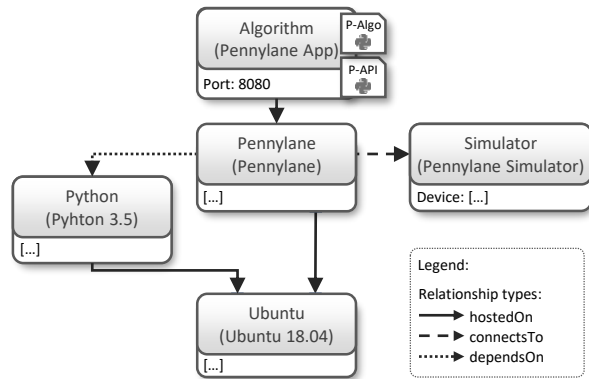 Algorithm
(Pennylane App)
P-Algo
P-API
Port: 8080
Pennylane
(Pennylane)
[...]
Simulator
(Pennylane Simulator)
Device: [...]
Python
(Pyhton 3.5)
[...]
Ubuntu
(Ubuntu 18.04)
[...]
Legend:
Relationship types:
hostedOn
connectsTo
dependsOn